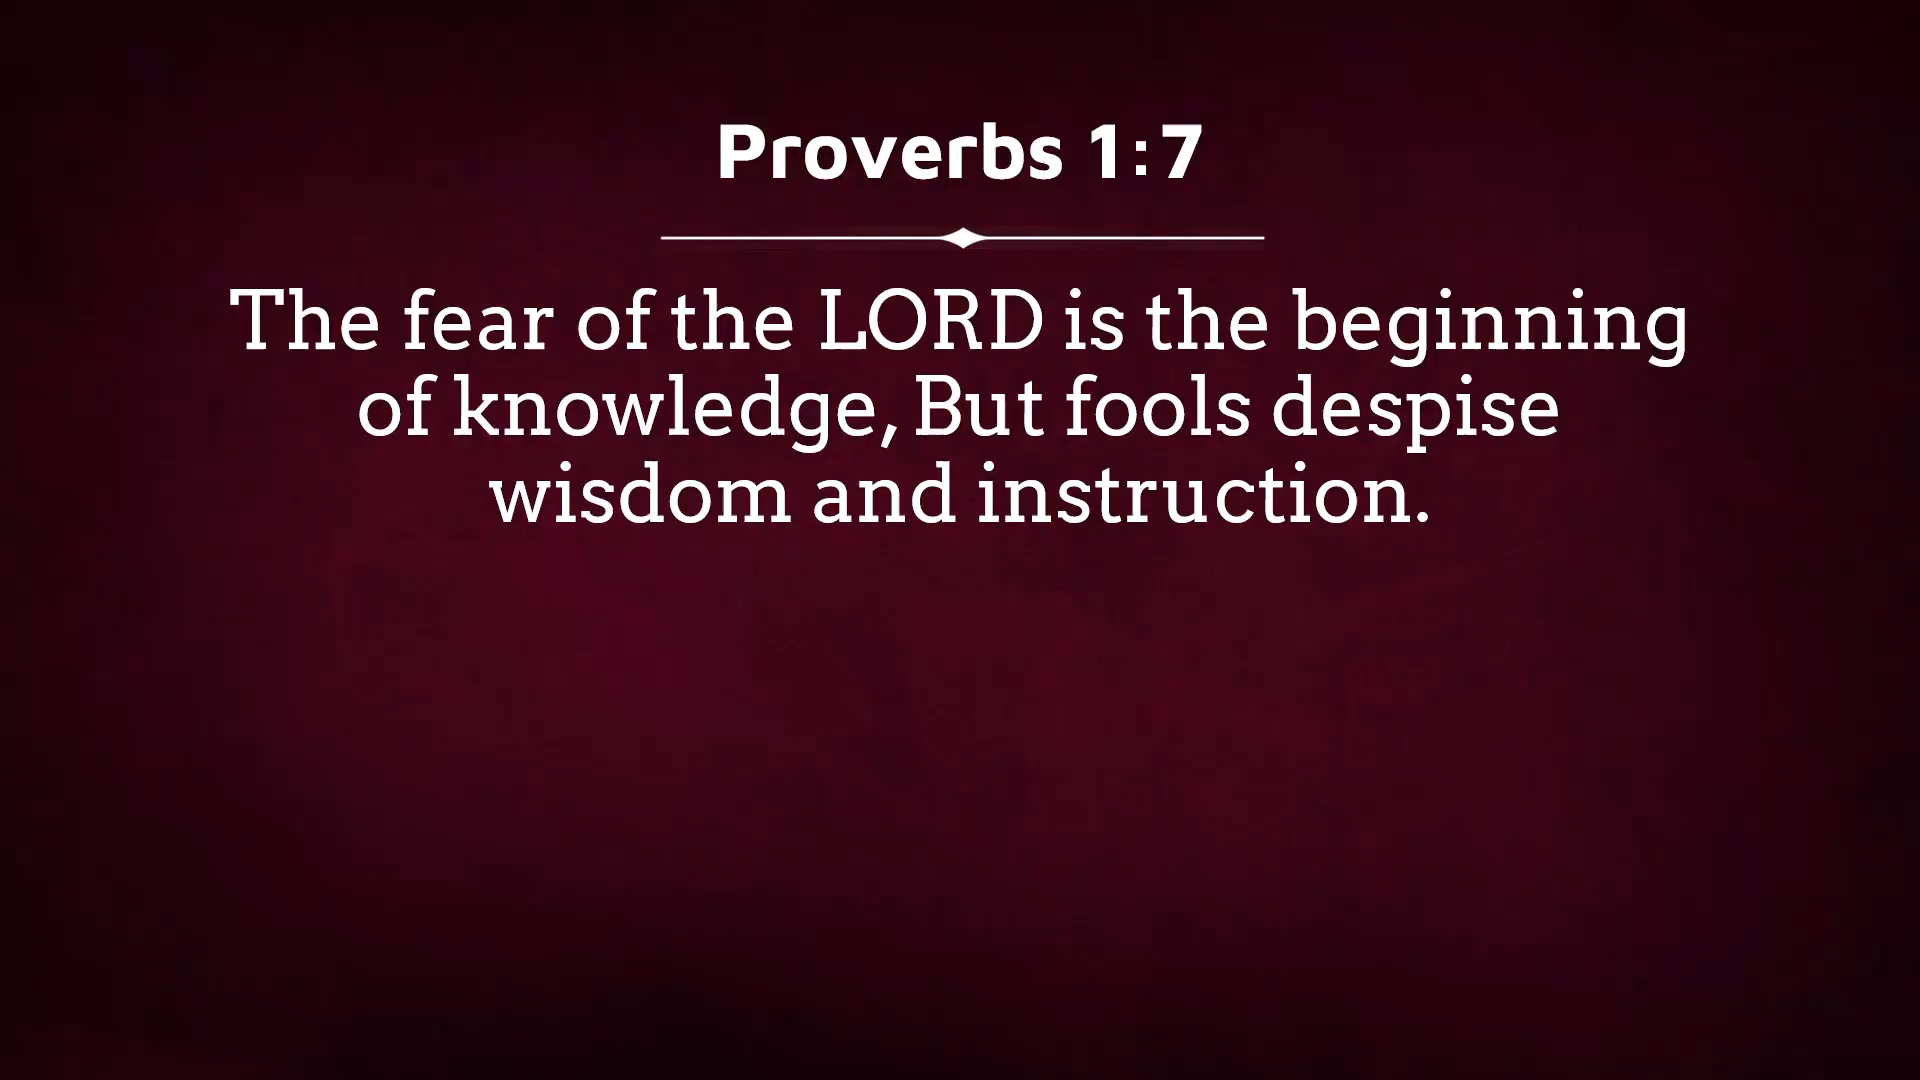 Proverbs 1:7
The fear of the LORD is the beginning
of knowledge, But fools despise
wisdom and instruction.